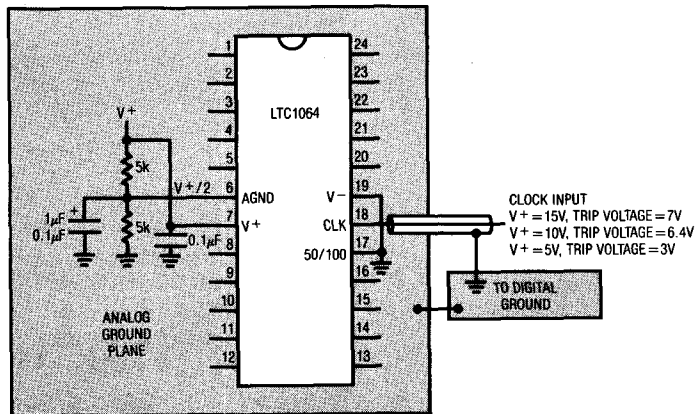 1
2
3
4
5
6
7
8
9
10
11
12
24
23
22
21
20
19
18
17
16
15
14
13
LTC1064
AGND
V+
V−
CLK
50/100
V+
5k
V+/2
5k
1μF
+
0.1μF
0.1μF
ANALOG
GROUND
PLANE
CLOCK INPUT
V+ = 15V, TRIP VOLTAGE = 7V
V+ = 10V, TRIP VOLTAGE = 6.4V
V+ = 5V, TRIP VOLTAGE = 3V
TO DIGITAL
GROUND